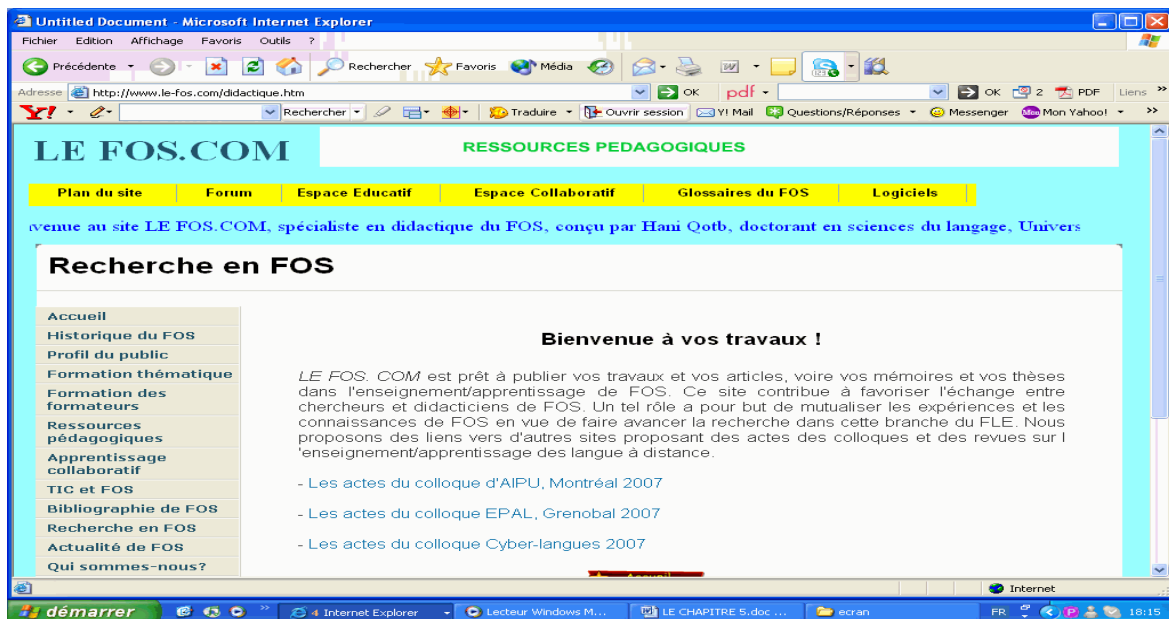 Untitled Document - Microsoft Internet Explorer
Fichier Edition Affichage Favoris Outils ?
Précédente Rechercher Favoris Média
Adresse http://www.le-fos.com/didactique.htm OK pdf OK 2 PDF Liens »
Y! Rechercher Traduire Ouvrir session Y! Mail Questions/Réponses Messenger Mon Yahoo! »
LE FOS.COM
RESSOURCES PEDAGOGIQUES
Plan du site Forum Espace Educatif Espace Collaboratif Glossaires du FOS Logiciels
venue au site LE FOS.COM, spécialiste en didactique du FOS, conçu par Hani Qotb, doctorant en sciences du langage, Univers
Recherche en FOS
Accueil
Historique du FOS
Profil du public
Formation thématique
Formation des
formateurs
Ressources
pédagogiques
Apprentissage
collaboratif
TIC et FOS
Bibliographie de FOS
Recherche en FOS
Actualité de FOS
Qui sommes-nous?
Bienvenue à vos travaux !
LE FOS. COM est prêt à publier vos travaux et vos articles, voire vos mémoires et vos thèses
dans l'enseignement/apprentissage de FOS. Ce site contribue à favoriser l'échange entre
chercheurs et didacticiens de FOS. Un tel rôle a pour but de mutualiser les expériences et les
connaissances de FOS en vue de faire avancer la recherche dans cette branche du FLE. Nous
proposons des liens vers d'autres sites proposant des actes des colloques et des revues sur l
'enseignement/apprentissage des langue à distance.
- Les actes du colloque d'AIPU, Montréal 2007
- Les actes du colloque EPAL, Grenobal 2007
- Les actes du colloque Cyber-langues 2007
Internet
démarrer » 4 Internet Explorer Lecteur Windows M... LE CHAPITRE 5.doc ... ecran FR 18:15